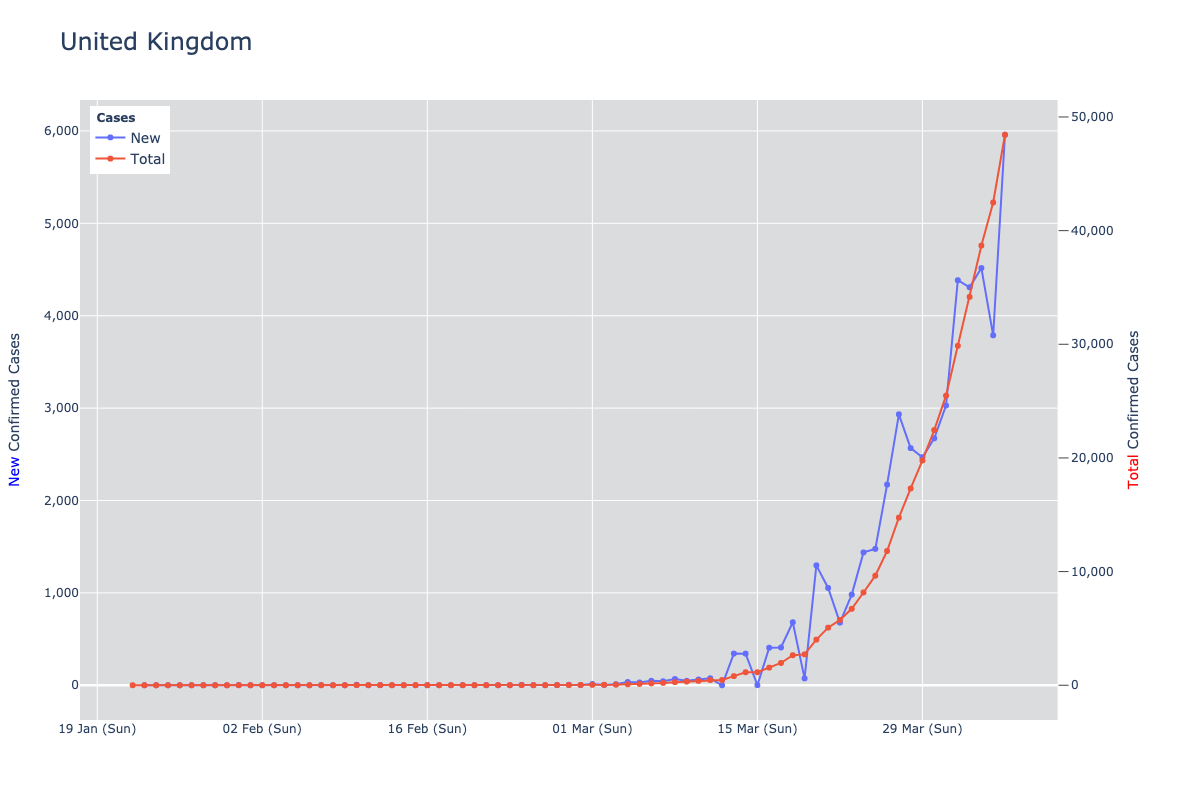 United Kingdom
Cases
New
Total
6,000
5,000
4,000
3,000
2,000
1,000
0
50,000
40,000
30,000
20,000
10,000
0
New Confirmed Cases
Total Confirmed Cases
19 Jan (Sun)
02 Feb (Sun)
16 Feb (Sun)
01 Mar (Sun)
15 Mar (Sun)
29 Mar (Sun)